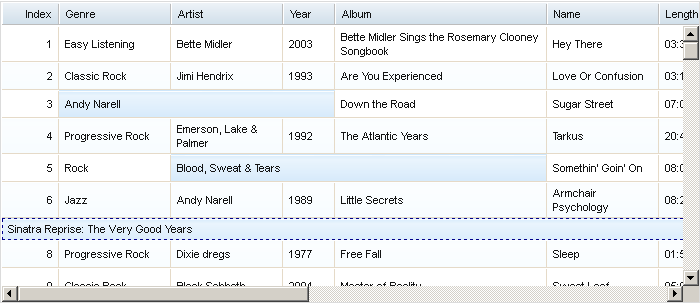 Index Genre Artist Year Album Name Length
1 Easy Listening Bette Midler 2003 Bette Midler Sings the Rosemary Clooney Songbook Hey There 03:3
2 Classic Rock Jimi Hendrix 1993 Are You Experienced Love Or Confusion 03:1
3 Andy Narell Down the Road Sugar Street 07:0
4 Progressive Rock Emerson, Lake & Palmer 1992 The Atlantic Years Tarkus 20:4
5 Rock Blood, Sweat & Tears Somethin' Goin' On 08:0
6 Jazz Andy Narell 1989 Little Secrets Armchair Psychology 08:2
Sinatra Reprise: The Very Good Years
8 Progressive Rock Dixie dregs 1977 Free Fall Sleep 01:5
9 Classic Rock Black Sabbath 2004 Master of Reality Sweet Leaf